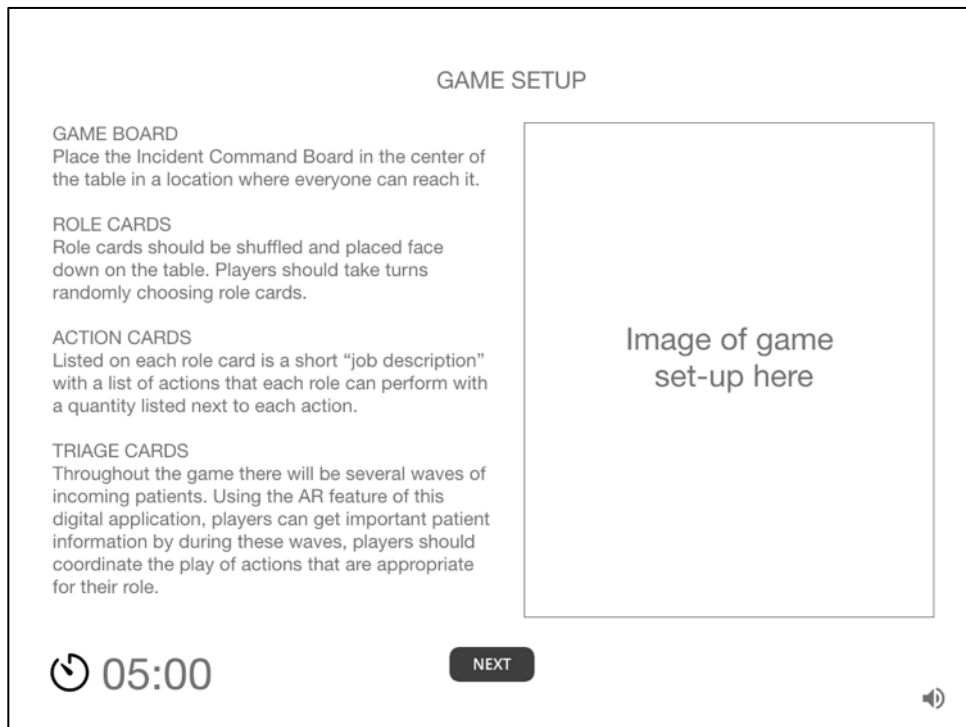 GAME SETUP
GAME BOARD
Place the Incident Command Board in the center of
the table in a location where everyone can reach it.
ROLE CARDS
Role cards should be shuffled and placed face
down on the table. Players should take turns
randomly choosing role cards.
ACTION CARDS
Listed on each role card is a short “job description”
with a list of actions that each role can perform with
a quantity listed next to each action.
TRIAGE CARDS
Throughout the game there will be several waves of
incoming patients. Using the AR feature of this
digital application, players can get important patient
information by during these waves, players should
coordinate the play of actions that are appropriate
for their role.
Image of game
set-up here
05:00
NEXT